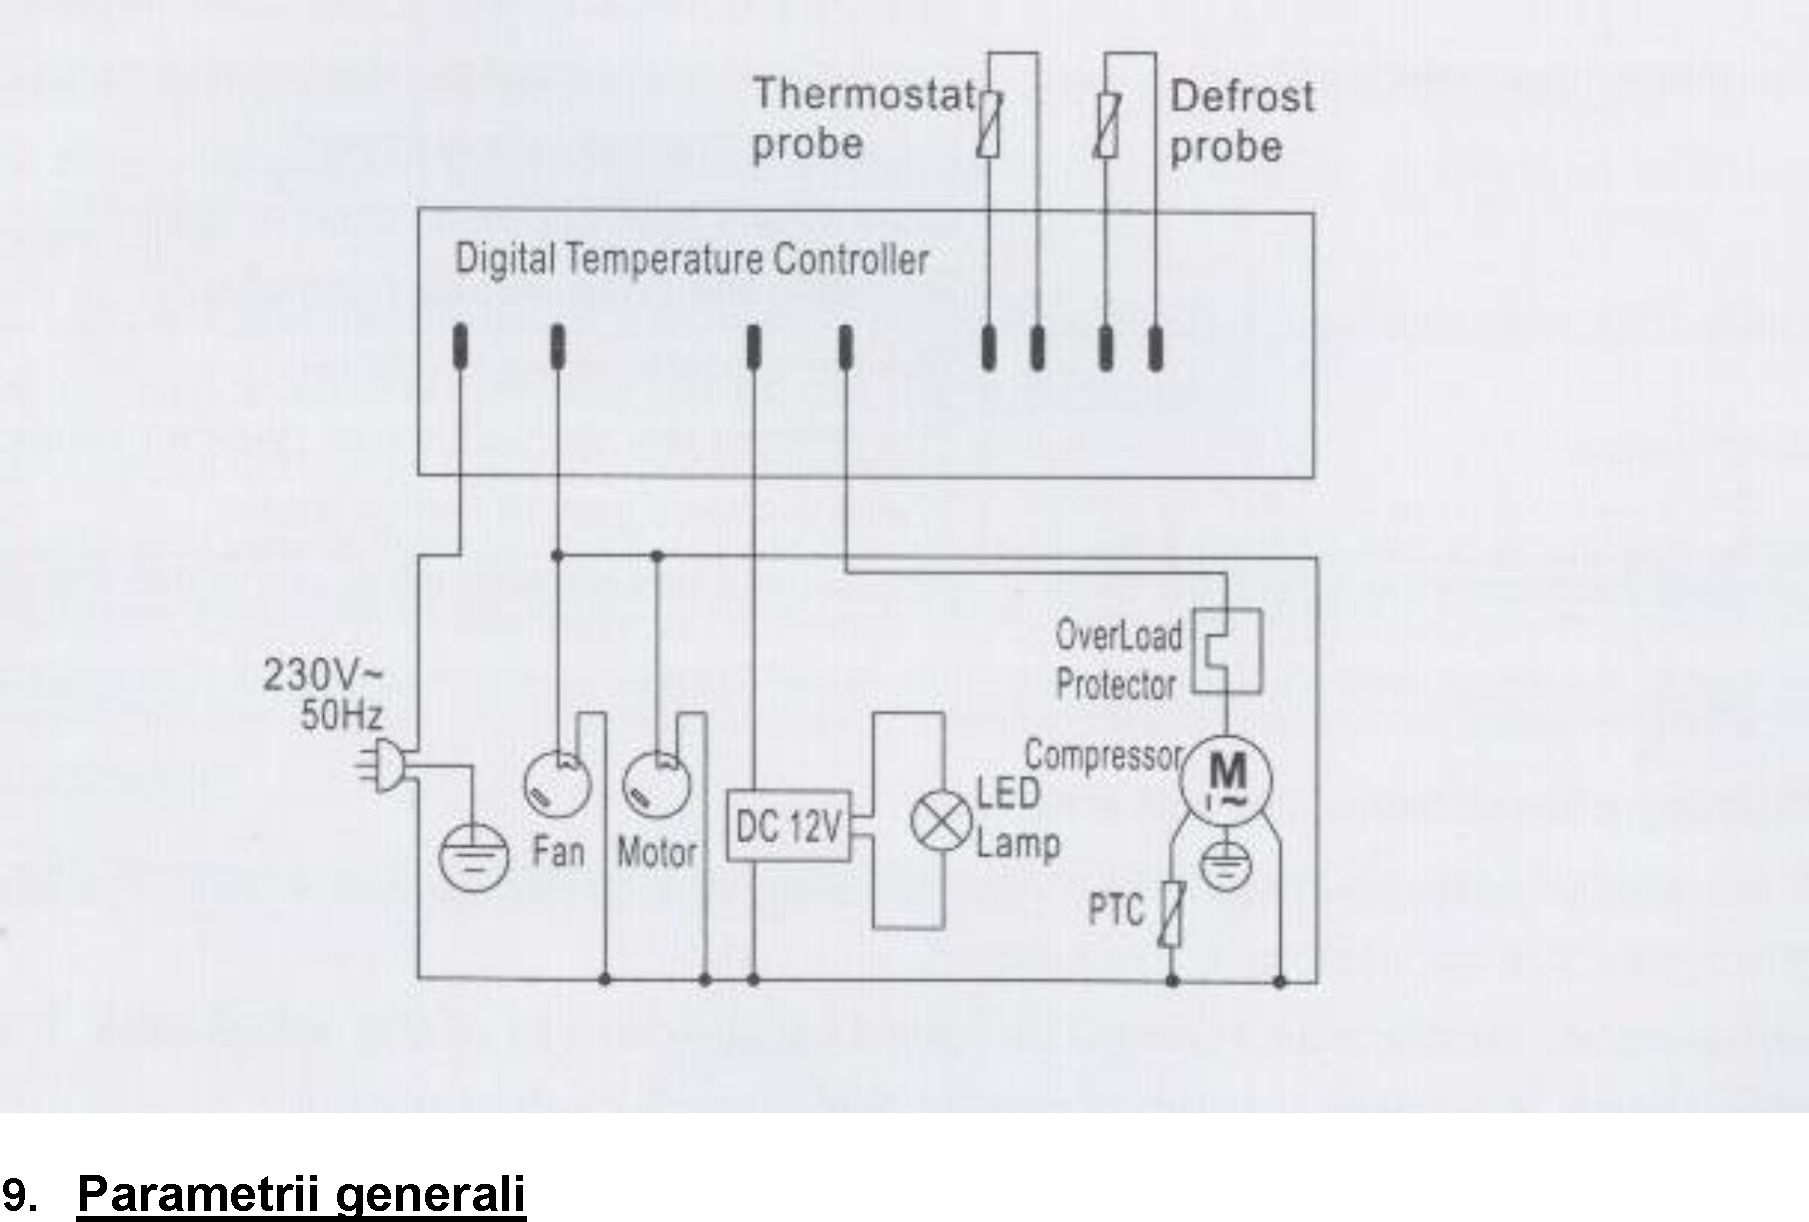 Thermostat
probe
Defrost
probe
Digital Temperature Controller
230V~
50Hz
OverLoad
Protector
Compressor
M
1~
LED
Lamp
DC 12V
Fan
Motor
PTC
9. Parametrii generali